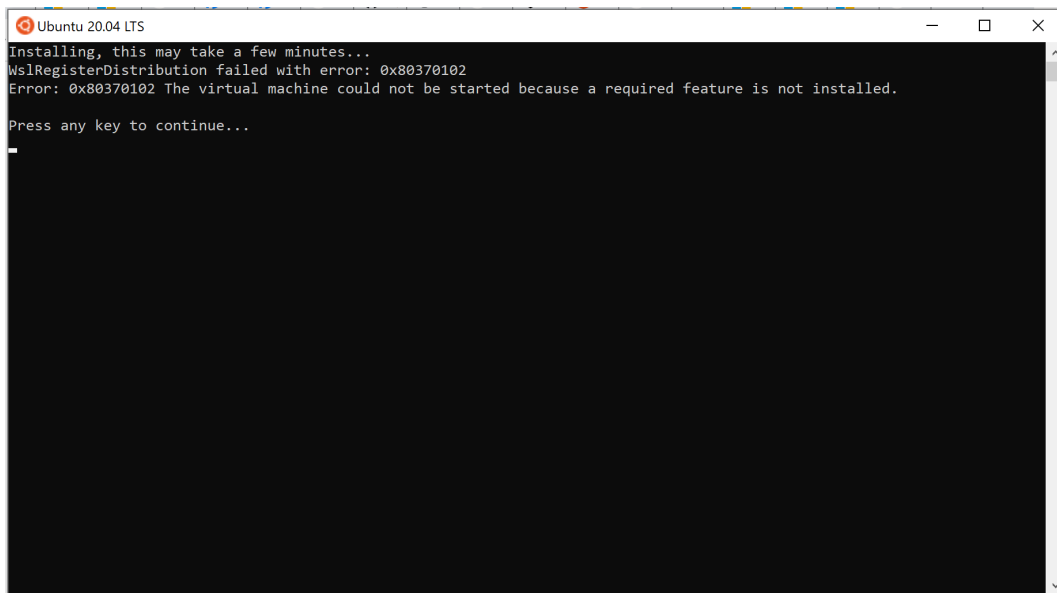 Ubuntu 20.04 LTS
Installing, this may take a few minutes...
WslRegisterDistribution failed with error: 0x80370102
Error: 0x80370102 The virtual machine could not be started because a required feature is not installed.
Press any key to continue...